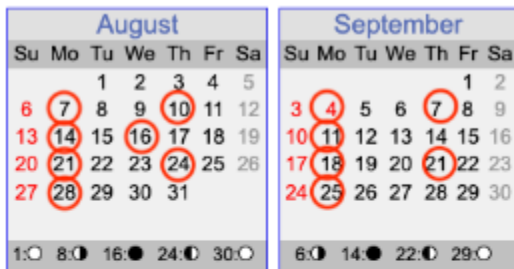 August
Su Mo Tu We Th Fr Sa
1 2 3 4 5
6 7 8 9 10 11 12
13 14 15 16 17 18 19
20 21 22 23 24 25 26
27 28 29 30 31
1: 8: 16: 24: 30:
September
Su Mo Tu We Th Fr Sa
1 2
3 4 5 6 7 8 9
10 11 12 13 14 15 16
17 18 19 20 21 22 23
24 25 26 27 28 29 30
6: 14: 22: 29: